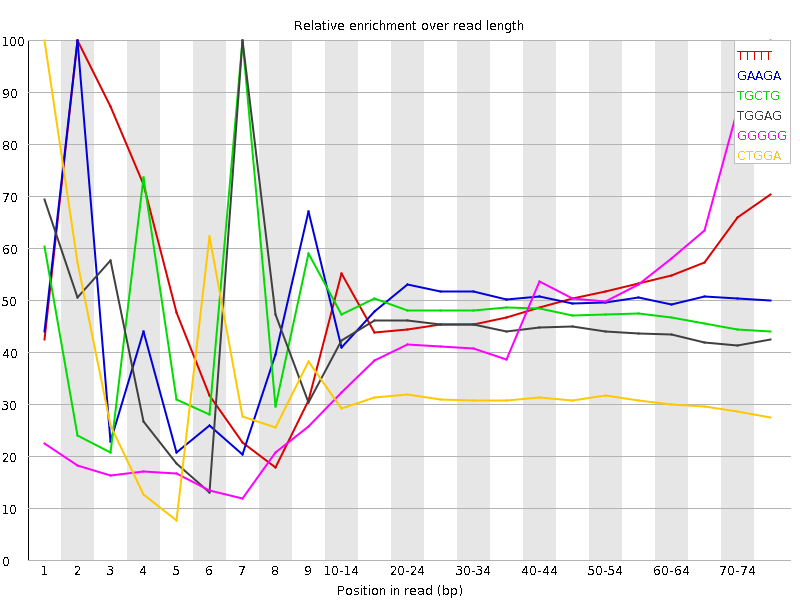 Relative enrichment over read length
100
90
80
70
60
50
40
30
20
10
0
TTTTT
GAAGA
TGCTG
TGGAG
GGGGG
CTGGA
1 2 3 4 5 6 7 8 9 10-14 20-24 30-34 40-44 50-54 60-64 70-74
Position in read (bp)